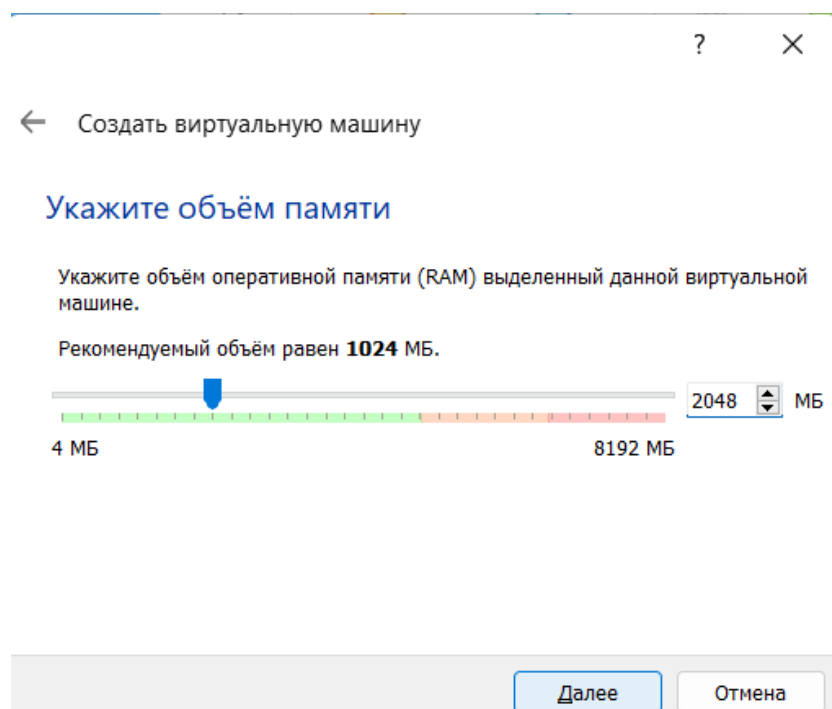 ?
Создать виртуальную машину
Укажите объём памяти
Укажите объём оперативной памяти (RAM) выделенный данной виртуальной
машине.
Рекомендуемый объём равен 1024 МБ.
2048 МБ
4 МБ 8192 МБ
Далее Отмена